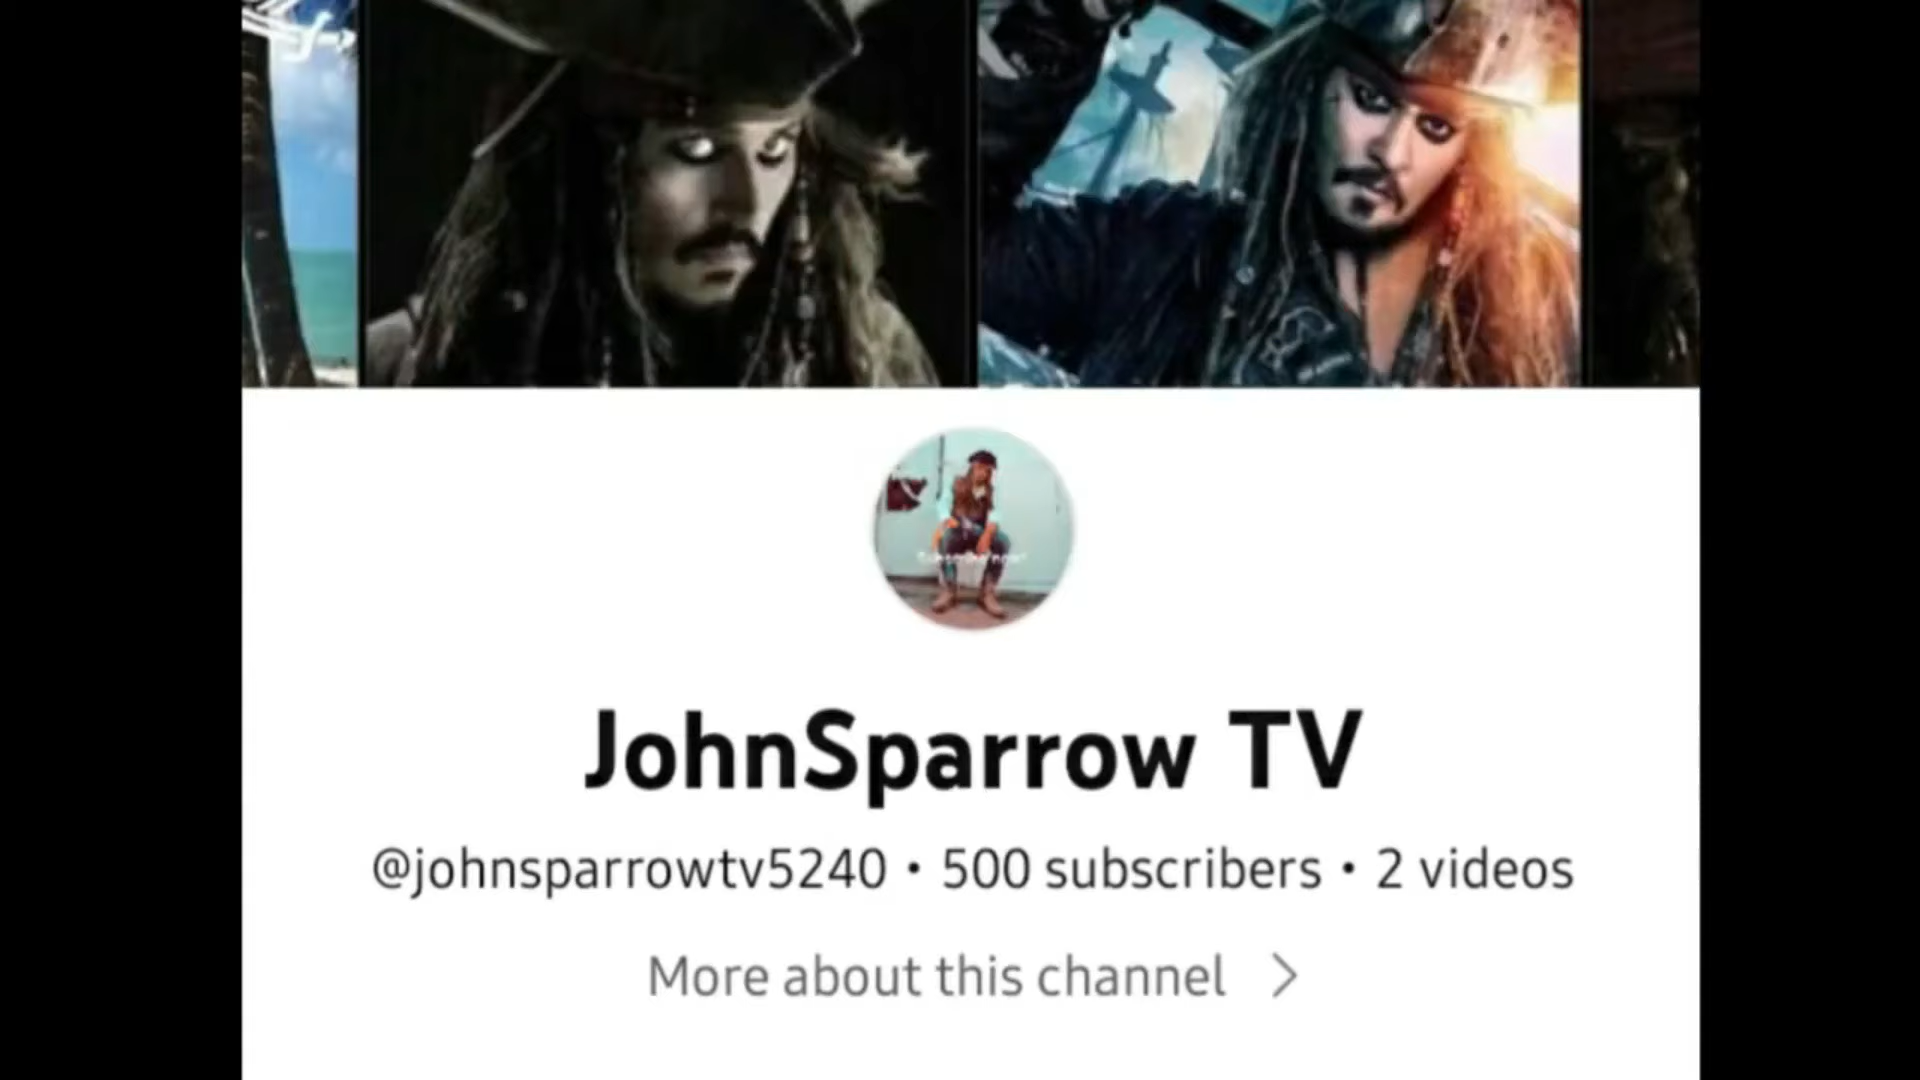 JohnSparrow TV
@johnsparrowtv5240 • 500 subscribers • 2 videos
More about this channel >